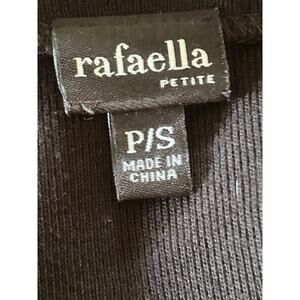 rafaella
PETITE
P/S
MADE IN
CHINA